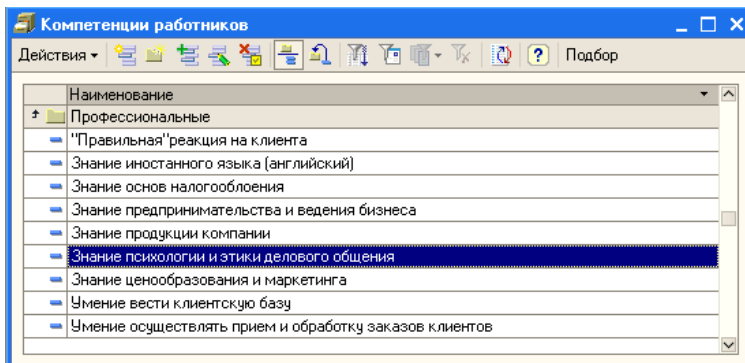 Компетенции работников
Действия Подбор
Наименование
Профессиональные
"Правильная"реакция на клиента
Знание иностанного языка (английский)
Знание основ налогооблоения
Знание предпринимательства и ведения бизнеса
Знание продукции компании
Знание психологии и этики делового общения
Знание ценообразования и маркетинга
Умение вести клиентскую базу
Умение осуществлять прием и обработку заказов клиентов